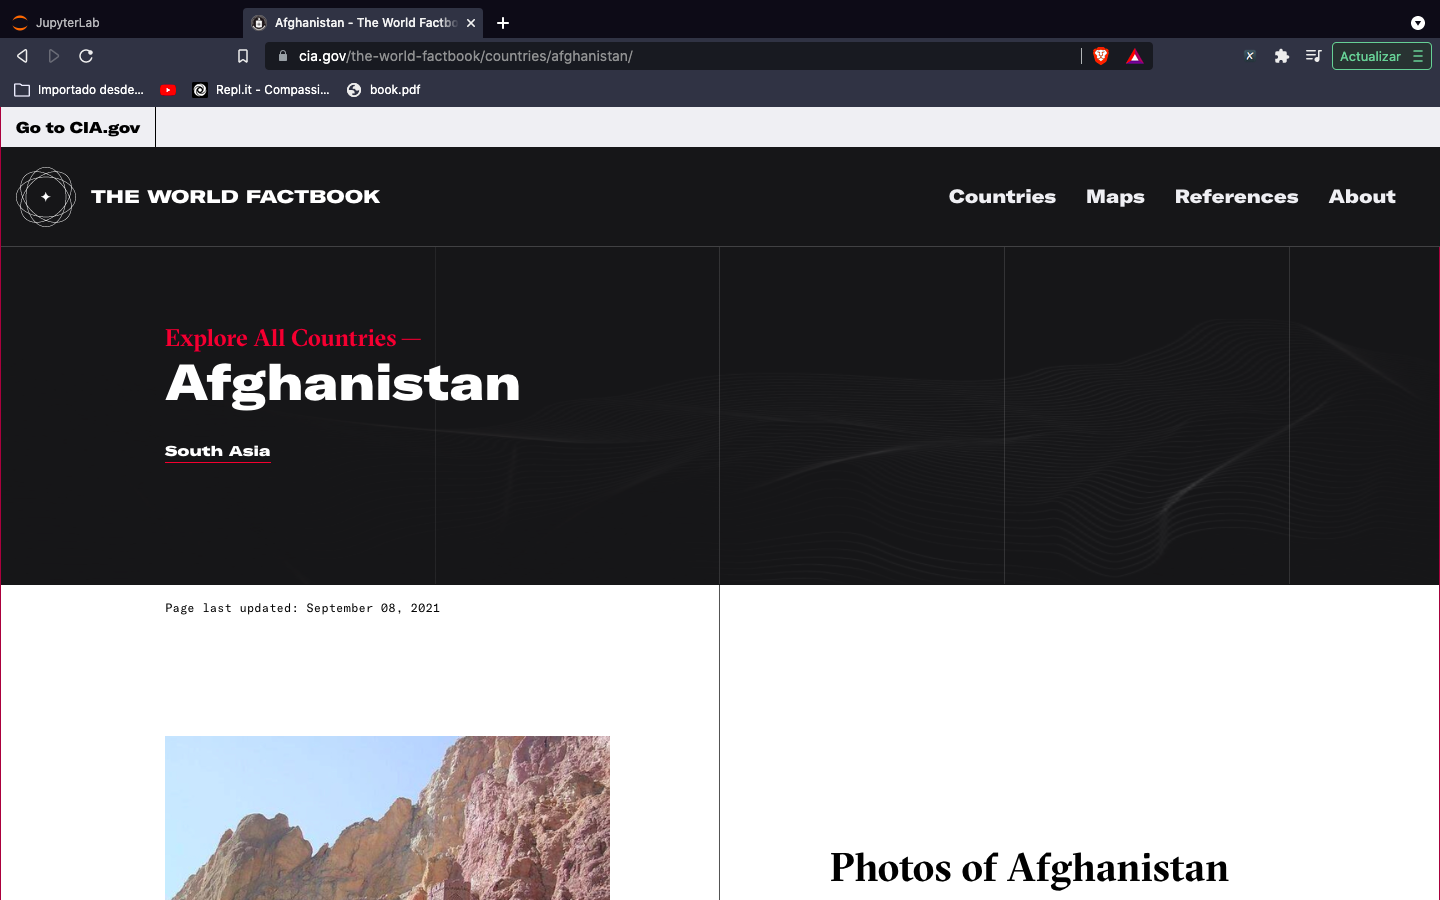 JupyterLab
Afghanistan - The World Factbo
cia.gov/the-world-factbook/countries/afghanistan/
Actualizar
Importado desde...
Repl.it - Compassi...
book.pdf
Go to CIA.gov
THE WORLD FACTBOOK
Countries Maps References About
Explore All Countries —
Afghanistan
South Asia
Page last updated: September 08, 2021
Photos of Afghanistan